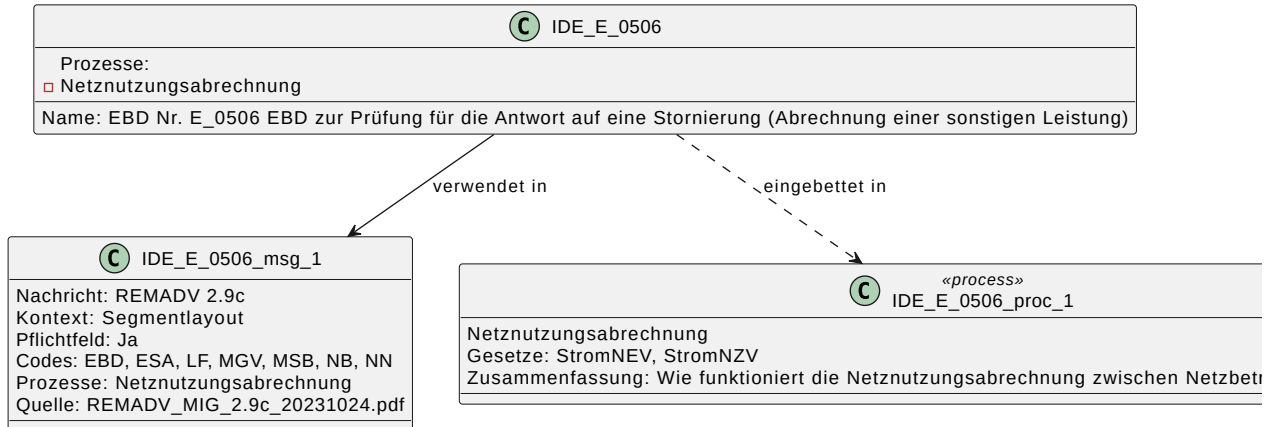 C IDE_E_0506
Prozesse:
Netznutzungsabrechnung
Name: EBD Nr. E_0506 EBD zur Prüfung für die Antwort auf eine Stornierung (Abrechnung einer sonstigen Leistung)
verwendet in
eingebettet in
C IDE_E_0506_msg_1
Nachricht: REMADV 2.9c
Kontext: Segmentlayout
Pflichtfeld: Ja
Codes: EBD, ESA, LF, MGV, MSB, NB, NN
Prozesse: Netznutzungsabrechnung
Quelle: REMADV_MIG_2.9c_20231024.pdf
C «process»
IDE_E_0506_proc_1
Netznutzungsabrechnung
Gesetze: StromNEV, StromNZV
Zusammenfassung: Wie funktioniert die Netznutzungsabrechnung zwischen